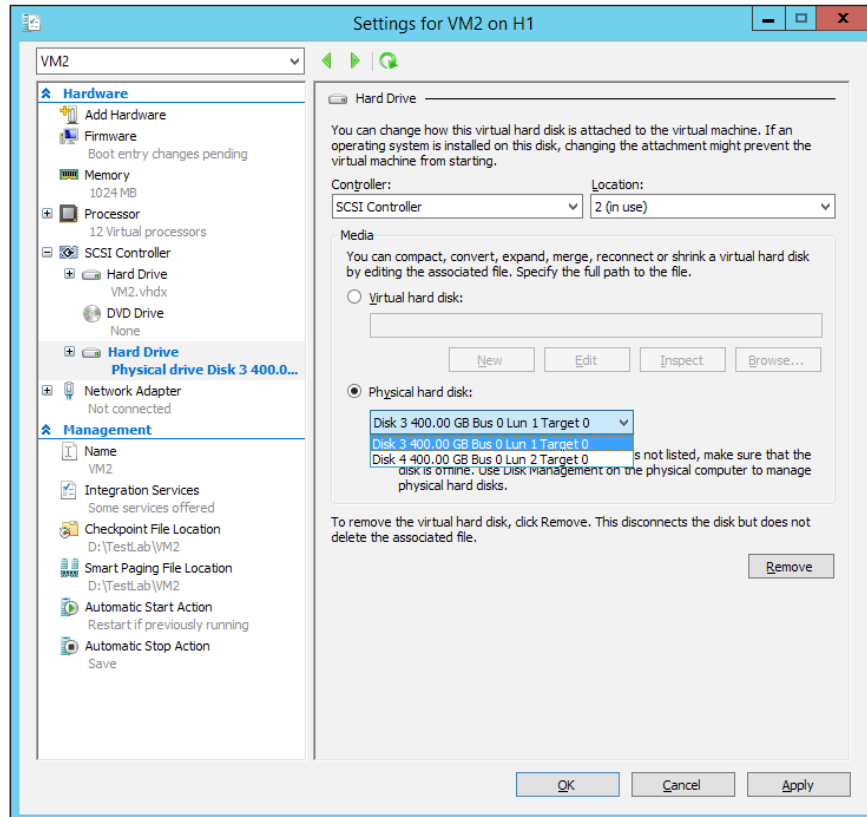 Settings for VM2 on H1
VM2
Hardware
Add Hardware
Firmware
Boot entry changes pending
Memory
1024 MB
Processor
12 Virtual processors
SCSI Controller
Hard Drive
VM2.vhdx
DVD Drive
None
Hard Drive
Physical drive Disk 3 400.0...
Network Adapter
Not connected
Management
Name
VM2
Integration Services
Some services offered
Checkpoint File Location
D:\TestLab\VM2
Smart Paging File Location
D:\TestLab\VM2
Automatic Start Action
Restart if previously running
Automatic Stop Action
Save
Hard Drive
You can change how this virtual hard disk is attached to the virtual machine. If an
operating system is installed on this disk, changing the attachment might prevent the
virtual machine from starting.
Controller:
Location:
SCSI Controller
2 (in use)
Media
You can compact, convert, expand, merge, reconnect or shrink a virtual hard disk
by editing the associated file. Specify the full path to the file.
Virtual hard disk:
New
Edit
Inspect
Browse...
Physical hard disk:
Disk 3 400.00 GB Bus 0 Lun 1 Target 0
Disk 3 400.00 GB Bus 0 Lun 1 Target 0
Disk 4 400.00 GB Bus 0 Lun 2 Target 0
s not listed, make sure that the
disk is offline. Use Disk Management on the physical computer to manage
physical hard disks.
To remove the virtual hard disk, click Remove. This disconnects the disk but does not
delete the associated file.
Remove
OK
Cancel
Apply